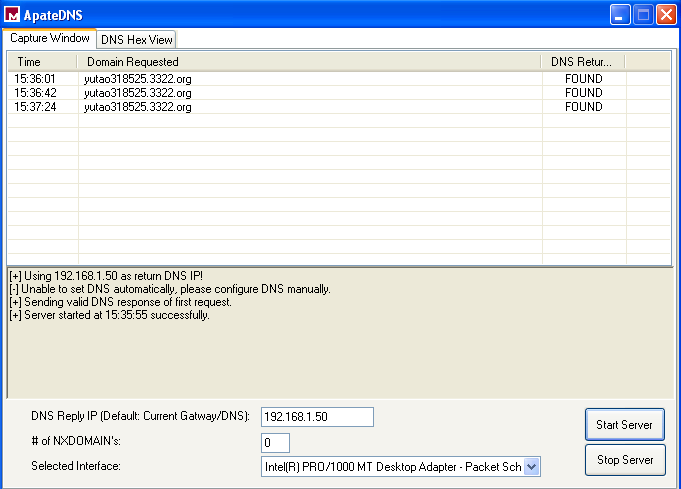 ApateDNS
Capture Window DNS Hex View
Time Domain Requested DNS Retur...
15:36:01 yutao318525.3322.org FOUND
15:36:42 yutao318525.3322.org FOUND
15:37:24 yutao318525.3322.org FOUND
[+] Using 192.168.1.50 as return DNS IP!
[-] Unable to set DNS automatically, please configure DNS manually.
[+] Sending valid DNS response of first request.
[+] Server started at 15:35:55 successfully.
DNS Reply IP (Default: Current Gatway/DNS): 192.168.1.50
Start Server
# of NXDOMAIN's: 0
Stop Server
Selected Interface: Intel(R) PRO/1000 MT Desktop Adapter - Packet Sch